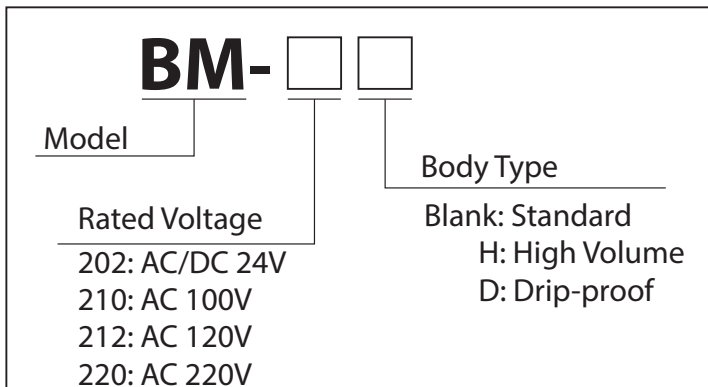 BM-
Model
Rated Voltage
202: AC/DC 24V
210: AC 100V
212: AC 120V
220: AC 220V
Body Type
Blank: Standard
H: High Volume
D: Drip-proof